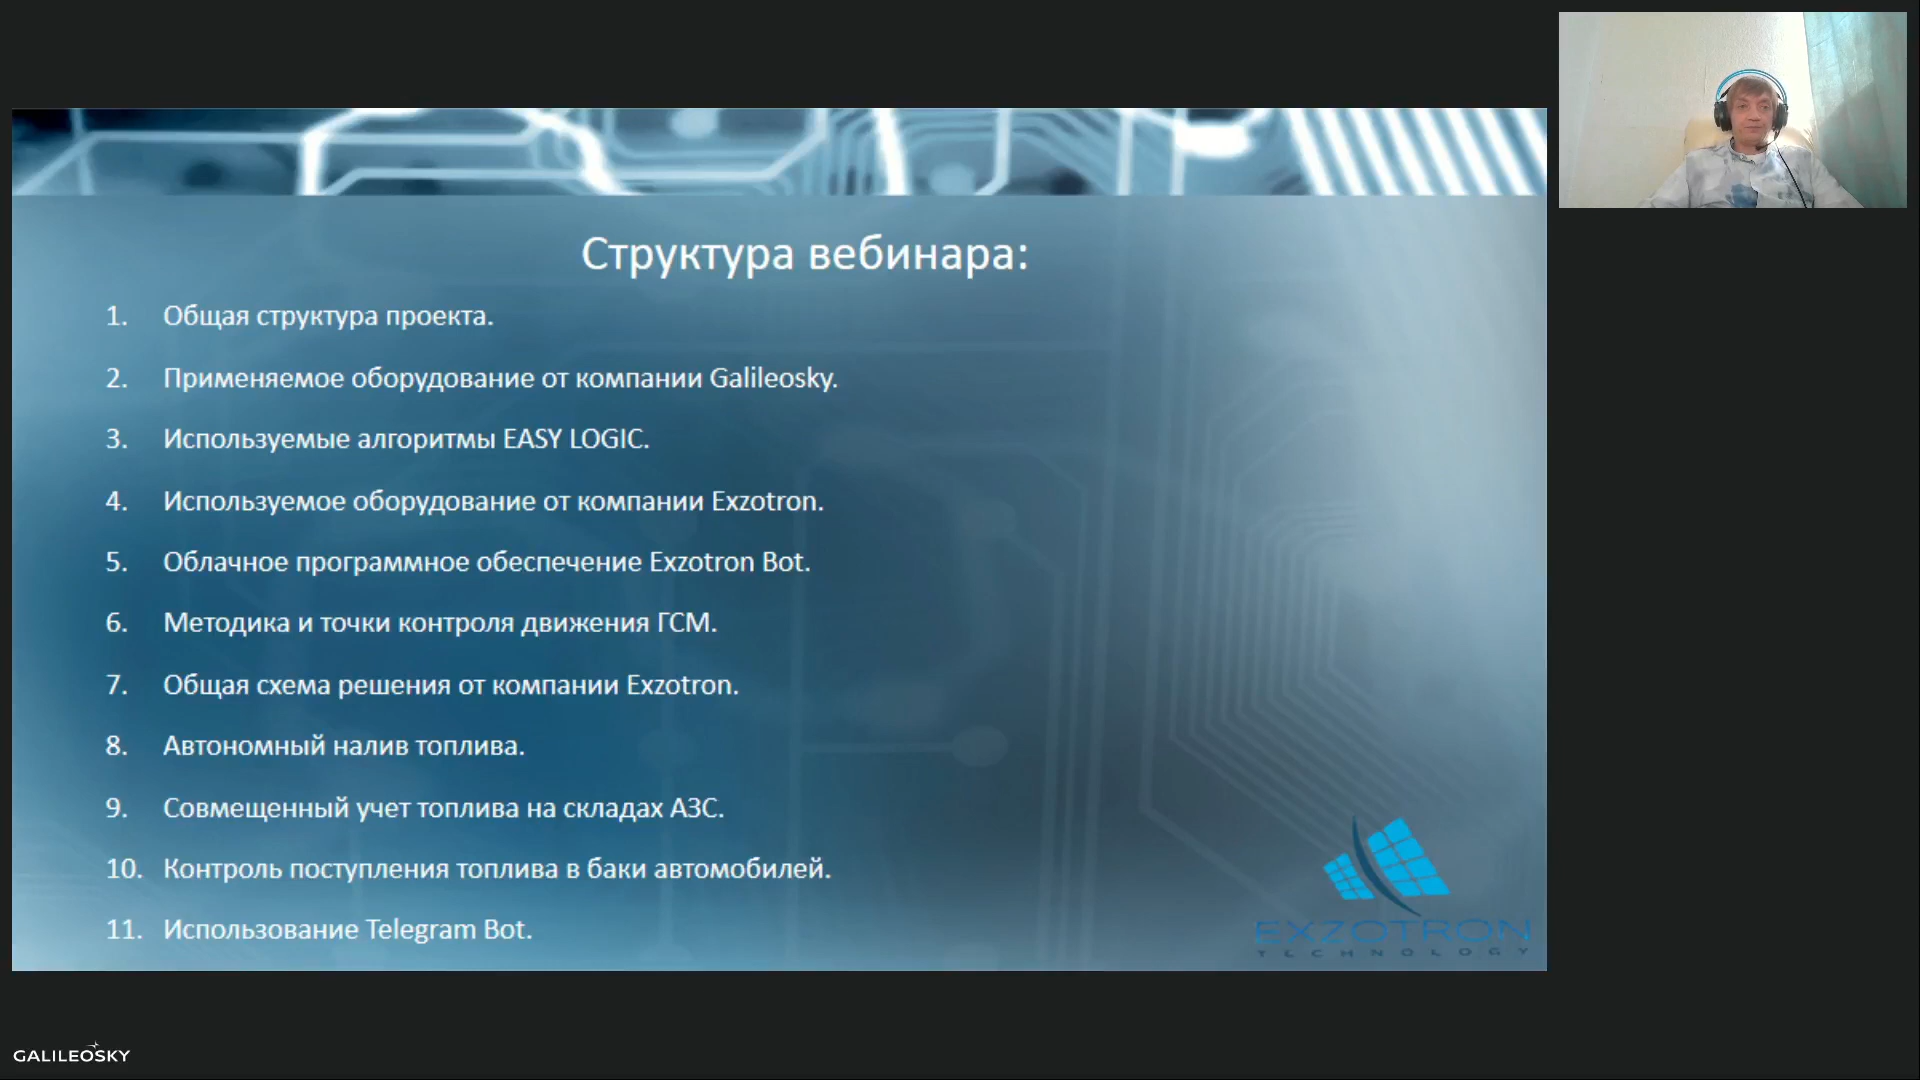 Структура вебинара:
1. Общая структура проекта.
2. Применяемое оборудование от компании Galileosky.
3. Используемые алгоритмы EASY LOGIC.
4. Используемое оборудование от компании Exzotron.
5. Облачное программное обеспечение Exzotron Bot.
6. Методика и точки контроля движения ГСМ.
7. Общая схема решения от компании Exzotron.
8. Автономный налив топлива.
9. Совмещенный учет топлива на складах АЗС.
10. Контроль поступления топлива в баки автомобилей.
11. Использование Telegram Bot.
EXZOTRON
TECHNOLOGY
GALILEOSKY